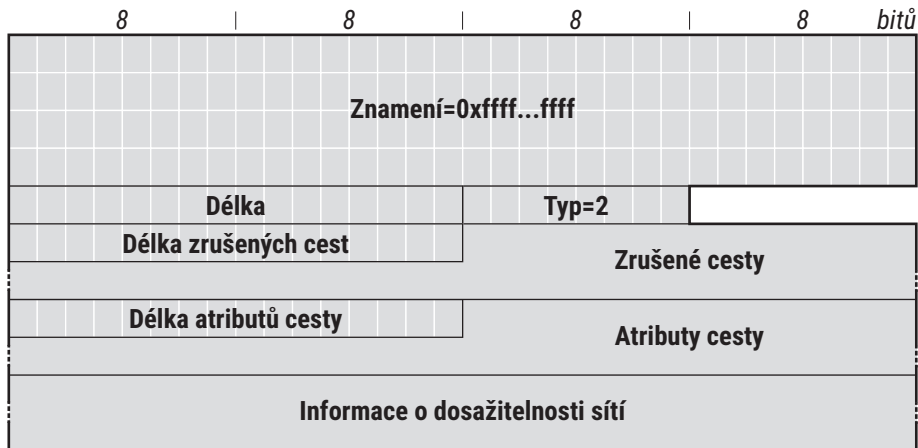 8 8 8 8 bitů
Znamení=0xffff...ffff
Délka Typ=2
Délka zrušených cest
Zrušené cesty
Délka atributů cesty
Atributy cesty
Informace o dosažitelnosti sítí